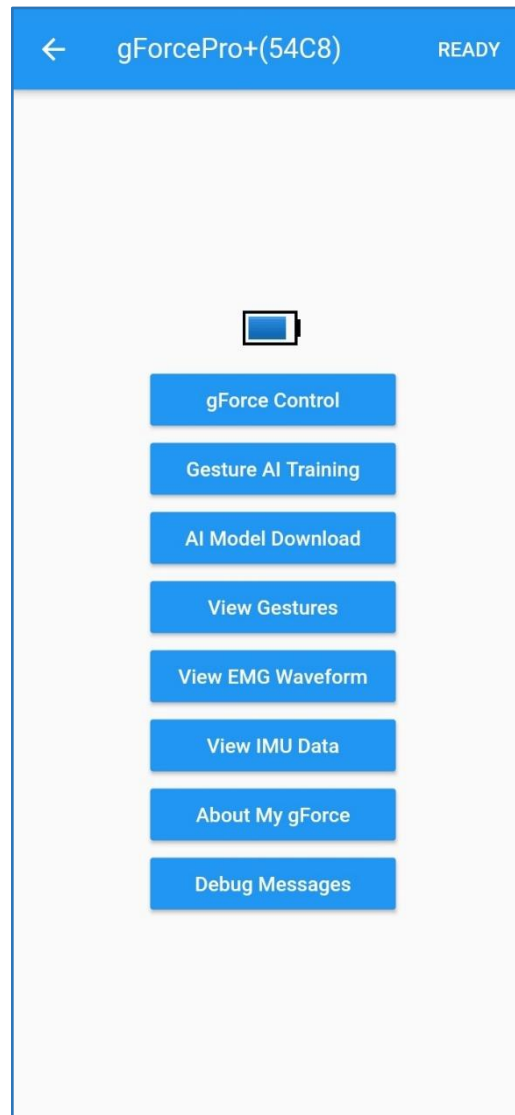 gForcePro+(54C8) READY
gForce Control
Gesture AI Training
AI Model Download
View Gestures
View EMG Waveform
View IMU Data
About My gForce
Debug Messages